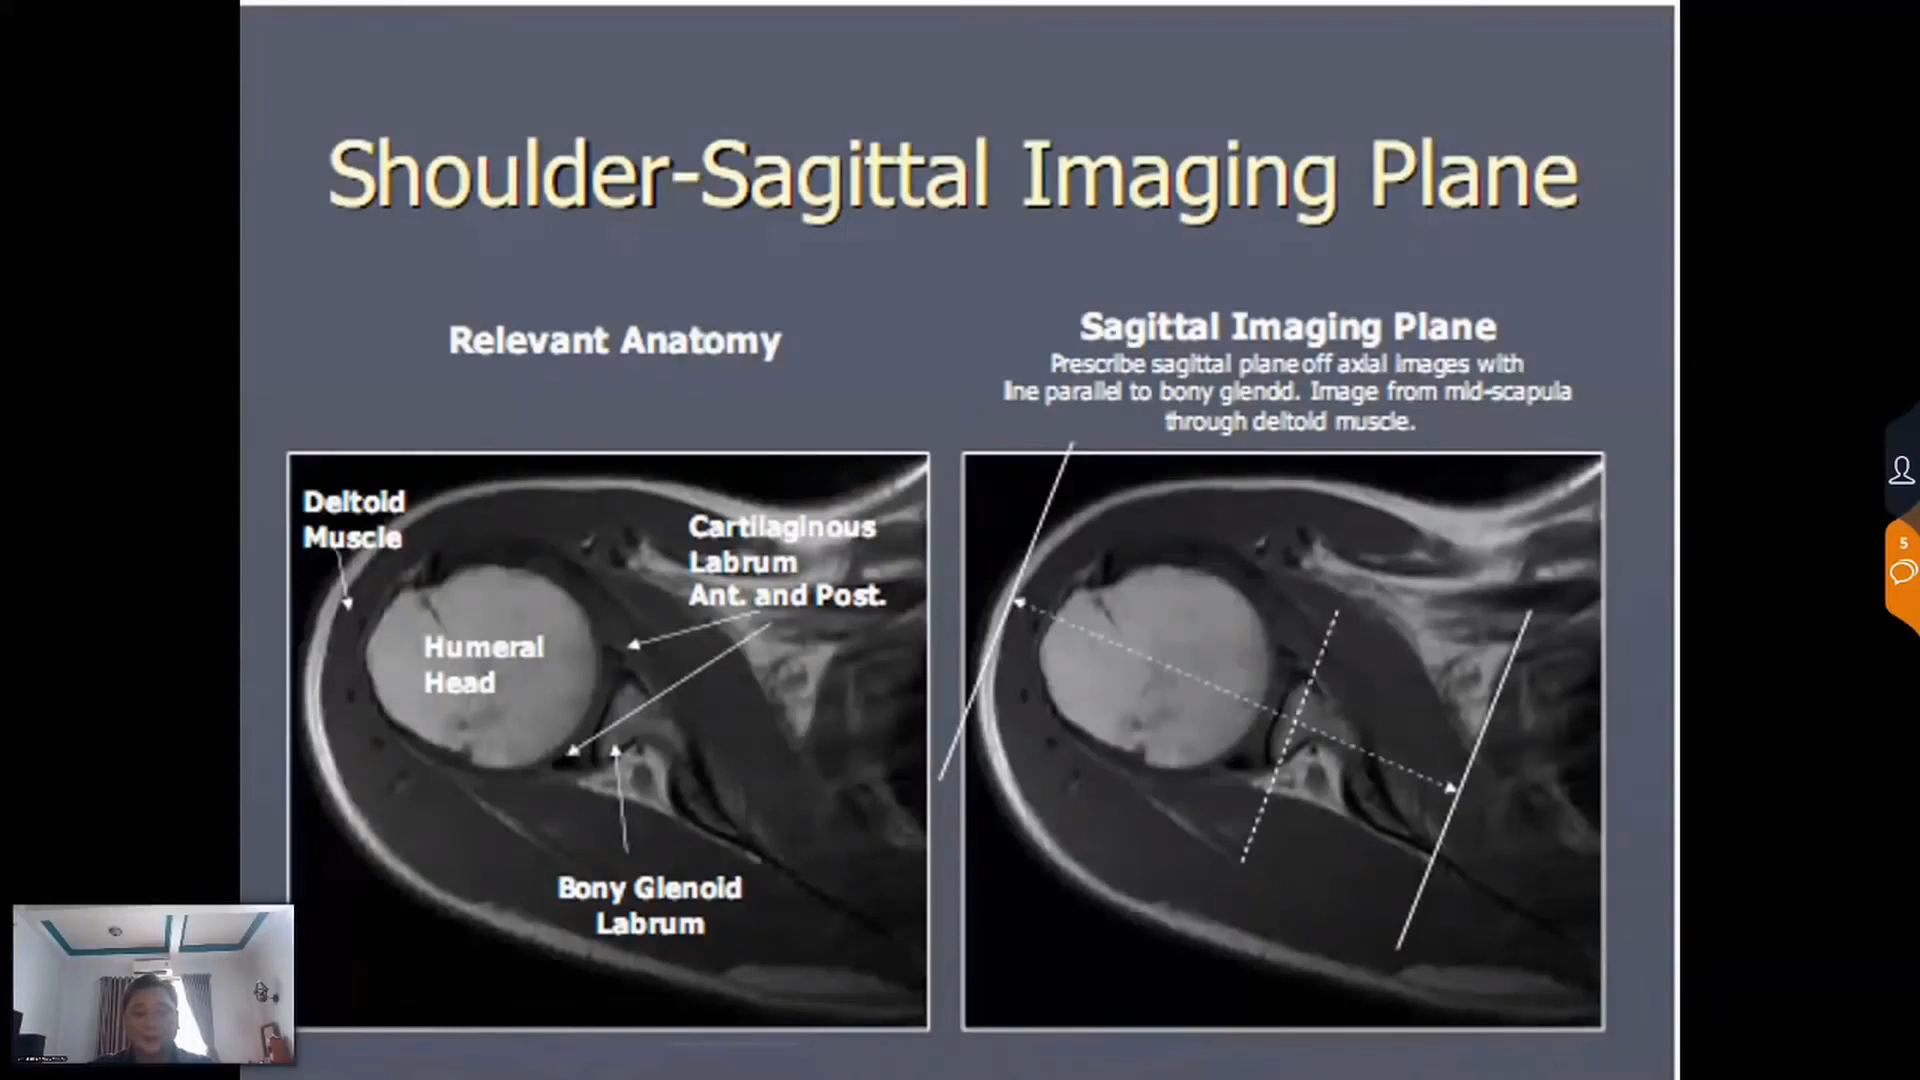 Shoulder-Sagittal Imaging Plane
Relevant Anatomy
Sagittal Imaging Plane
Prescribe sagittal plane off axial images with
line parallel to bony glendd. Image from mid-scapula
through deltoid muscle.
Deltoid
Muscle
Cartilaginous
Labrum
Ant. and Post.
Humeral
Head
Bony Glenoid
Labrum
5